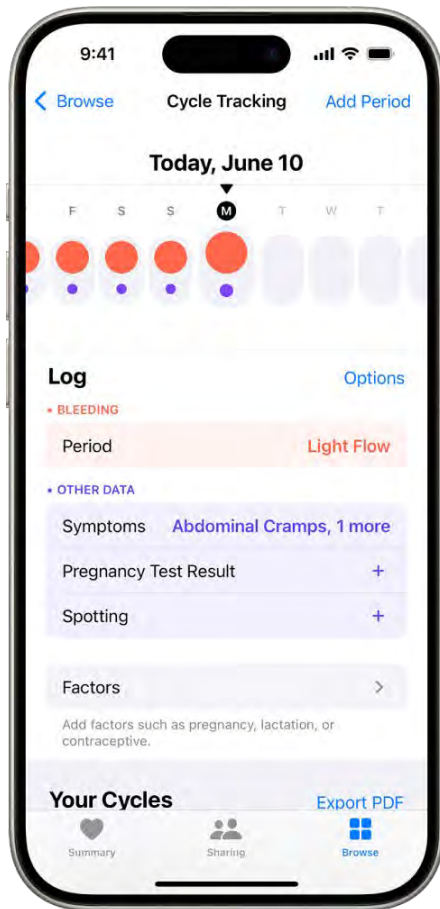 9:41
Browse Cycle Tracking Add Period
Today, June 10
F S S M T W T
Log Options
• BLEEDING
Period Light Flow
• OTHER DATA
Symptoms Abdominal Cramps, 1 more
Pregnancy Test Result +
Spotting +
Factors
Add factors such as pregnancy, lactation, or
contraceptive.
Your Cycles Export PDF
Summary Sharing Browse